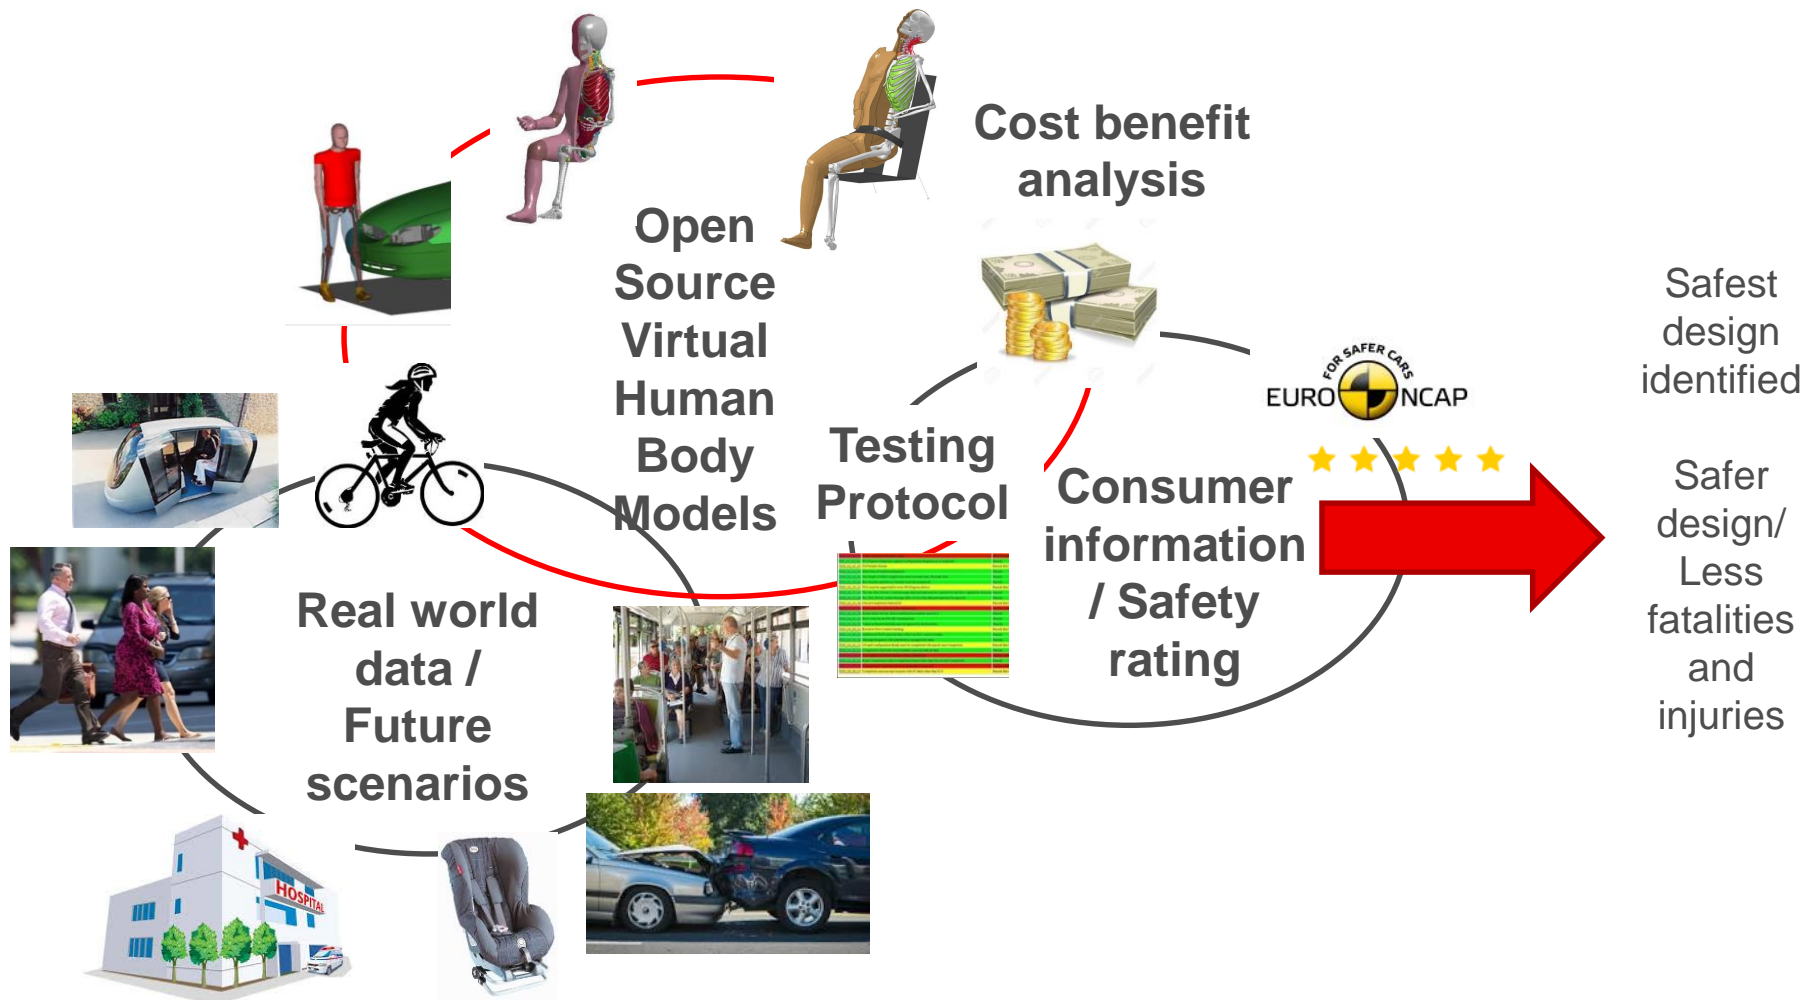 Cost benefit
analysis
Open
Source
Virtual
Human
Body
Models
Testing
Protocol
FOR SAFER CARS
EURO NCAP
Consumer
information
/ Safety
rating
Safest
design
identified
Safer
design/
Less
fatalities
and
injuries
Real world
data /
Future
scenarios
HOSPITAL